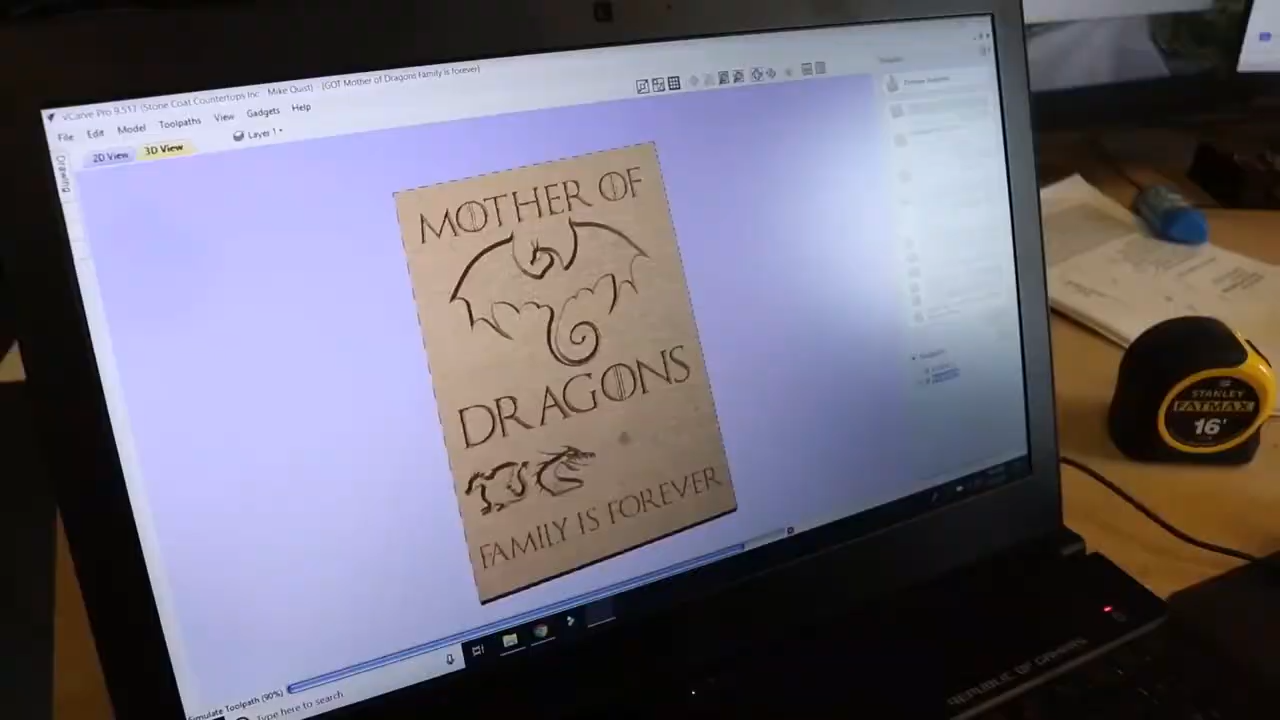 VCarve Pro 9.517 (Stone Coat Countertops Inc Mike Quist) - {GOT Mother of Dragons Family is forever}
File Edit Model Toolpaths View Gadgets Help
2D View 3D View Layer 1
Drawing
MOTHER OF
DRAGONS
FAMILY IS FOREVER
Simulate Toolpath (90%)
Type here to search
REPUBLIC OF GAMERS
STANLEY
FATMAX
16'